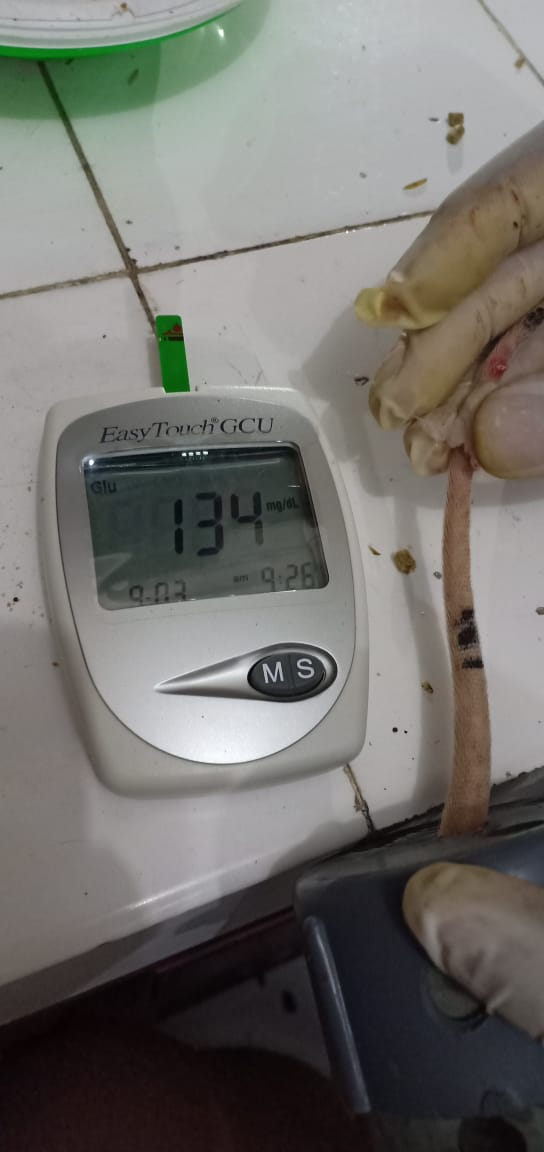 EasyTouch® GCU
Glu
134 mg/dL
9-03 am 9:26
M S